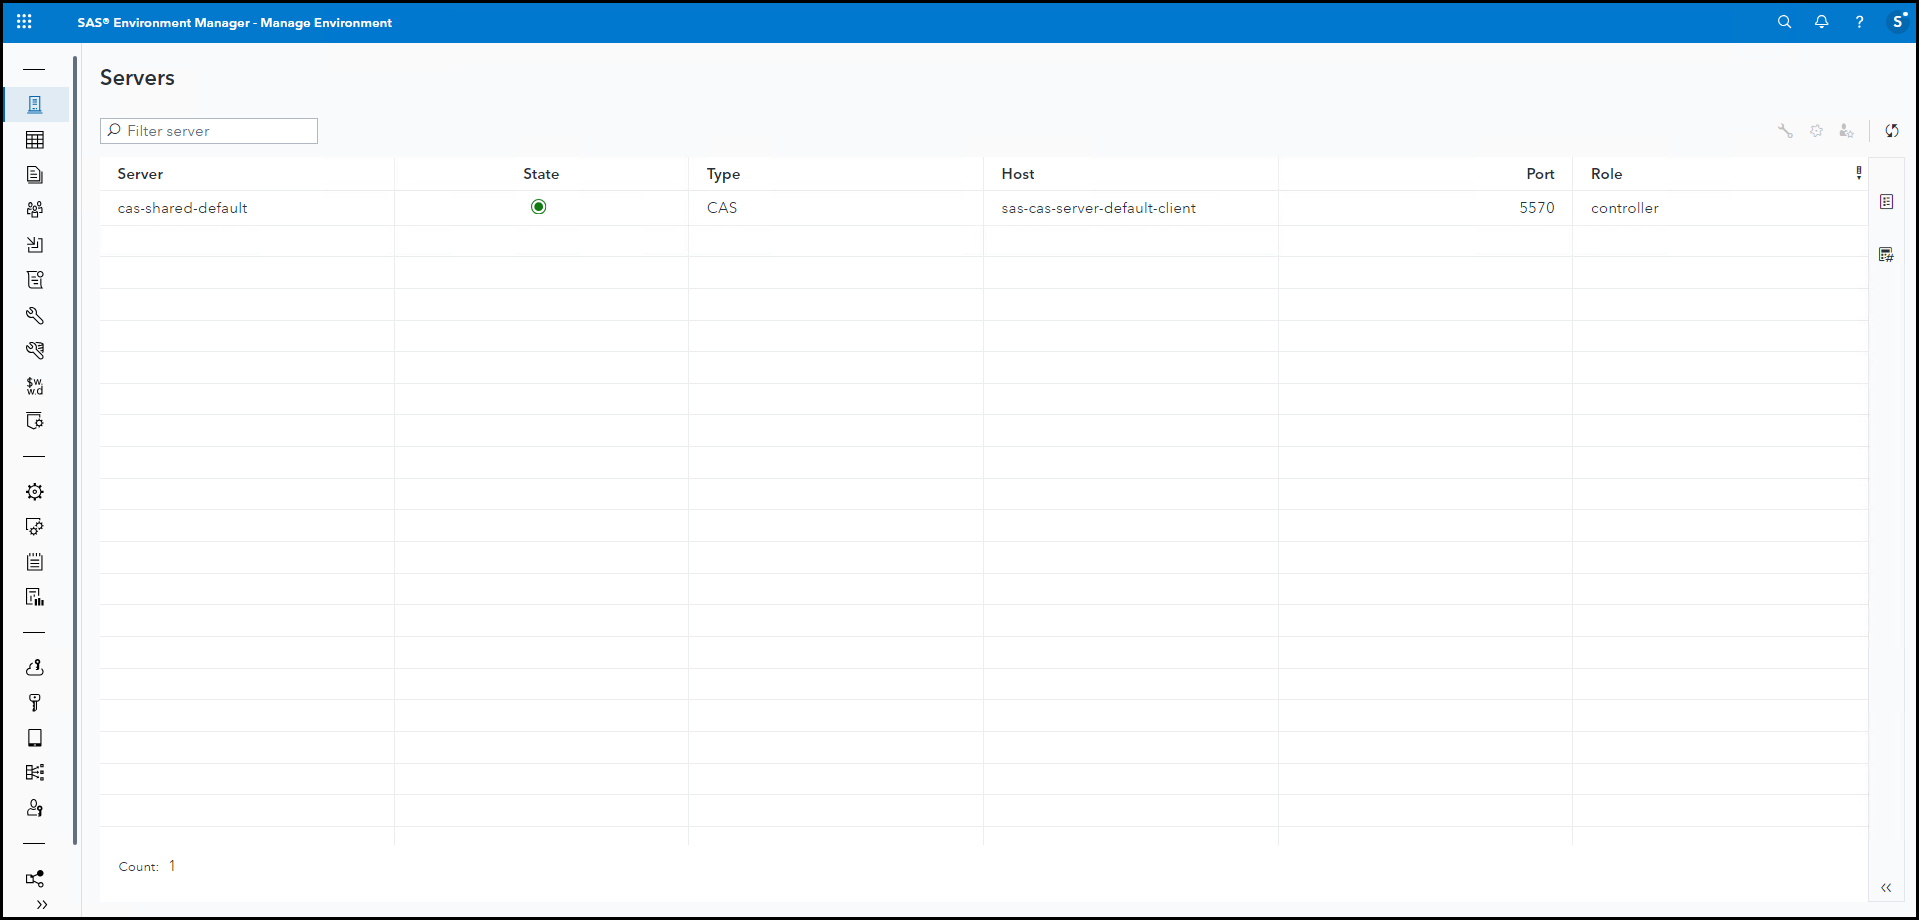 SAS® Environment Manager - Manage Environment
?
S
Servers
Filter server
Server State Type Host Port Role
cas-shared-default CAS sas-cas-server-default-client 5570 controller
$w.
w.d
Count: 1